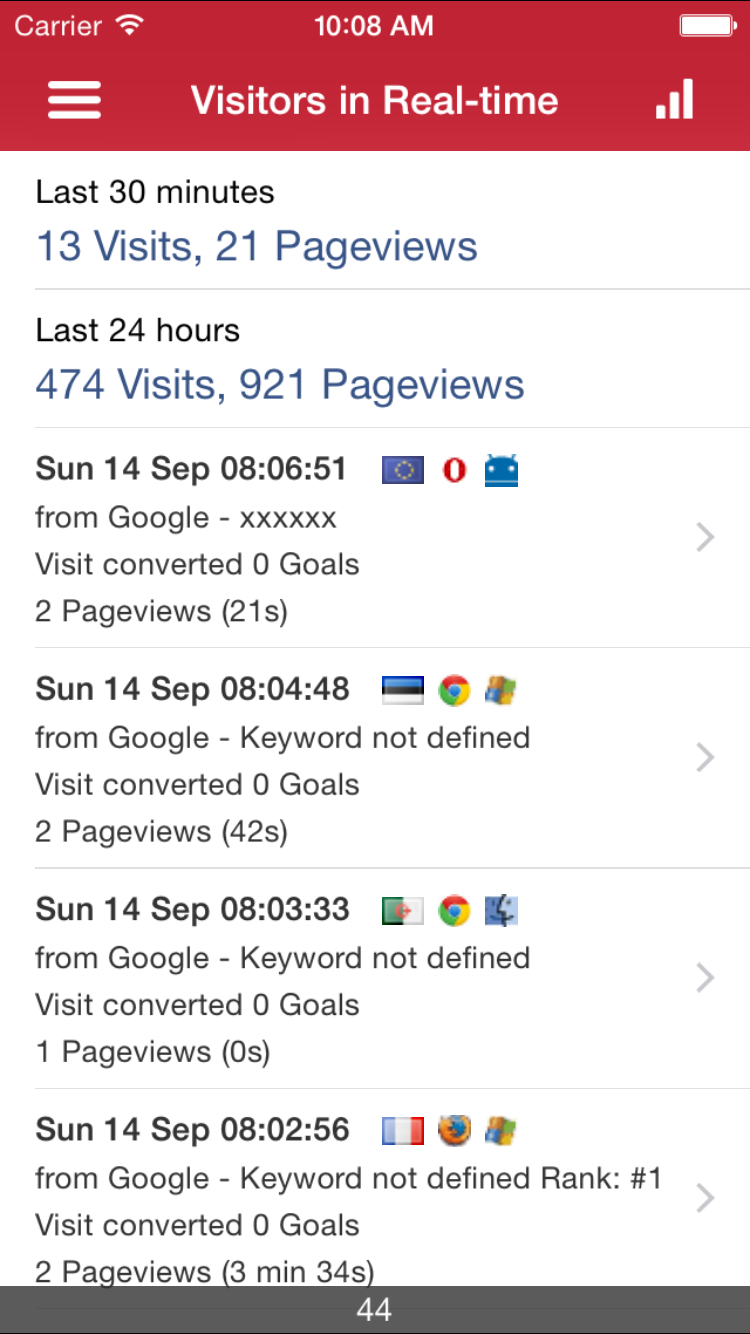 Carrier 10:08 AM
Visitors in Real-time
Last 30 minutes
13 Visits, 21 Pageviews
Last 24 hours
474 Visits, 921 Pageviews
Sun 14 Sep 08:06:51
from Google - xxxxxx
Visit converted 0 Goals
2 Pageviews (21s)
Sun 14 Sep 08:04:48
from Google - Keyword not defined
Visit converted 0 Goals
2 Pageviews (42s)
Sun 14 Sep 08:03:33
from Google - Keyword not defined
Visit converted 0 Goals
1 Pageviews (0s)
Sun 14 Sep 08:02:56
from Google - Keyword not defined Rank: #1
Visit converted 0 Goals
2 Pageviews (3 min 34s)
44